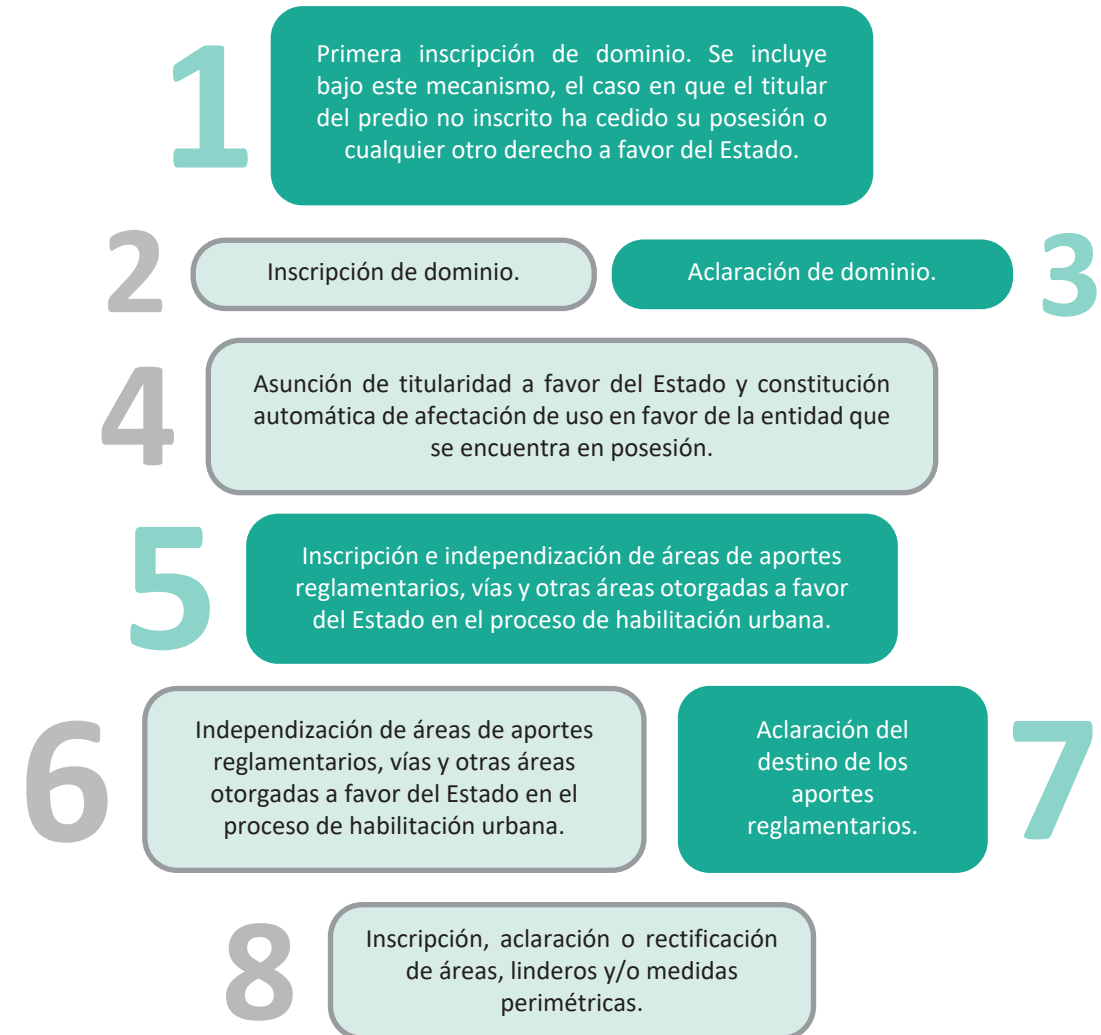 1
Primera inscripción de dominio. Se incluye
bajo este mecanismo, el caso en que el titular
del predio no inscrito ha cedido su posesión o
cualquier otro derecho a favor del Estado.
2
Inscripción de dominio.
Aclaración de dominio.
3
4
Asunción de titularidad a favor del Estado y constitución
automática de afectación de uso en favor de la entidad que
se encuentra en posesión.
5
Inscripción e independización de áreas de aportes
reglamentarios, vías y otras áreas otorgadas a favor
del Estado en el proceso de habilitación urbana.
6
Independización de áreas de aportes
reglamentarios, vías y otras áreas
otorgadas a favor del Estado en el
proceso de habilitación urbana.
Aclaración del
destino de los
aportes
reglamentarios.
7
8
Inscripción, aclaración o rectificación
de áreas, linderos y/o medidas
perimétricas.